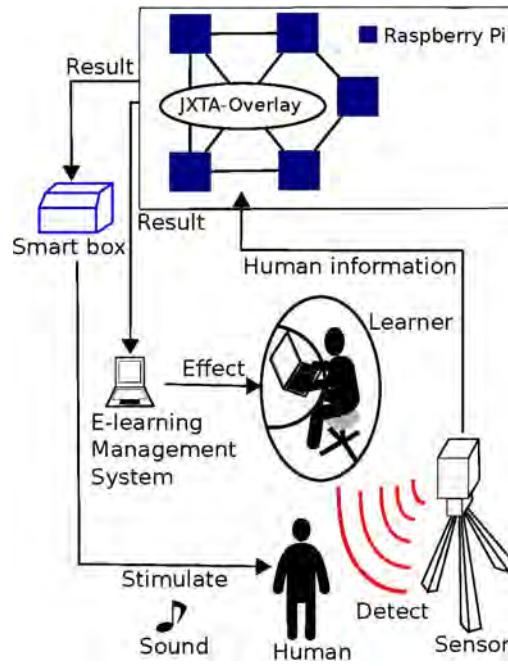 Raspberry Pi
Result
JXTA-Overlay
Smart box
Result
Human information
Learner
Effect
E-learning
Management
System
Stimulate
Sound
Human
Detect
Sensor